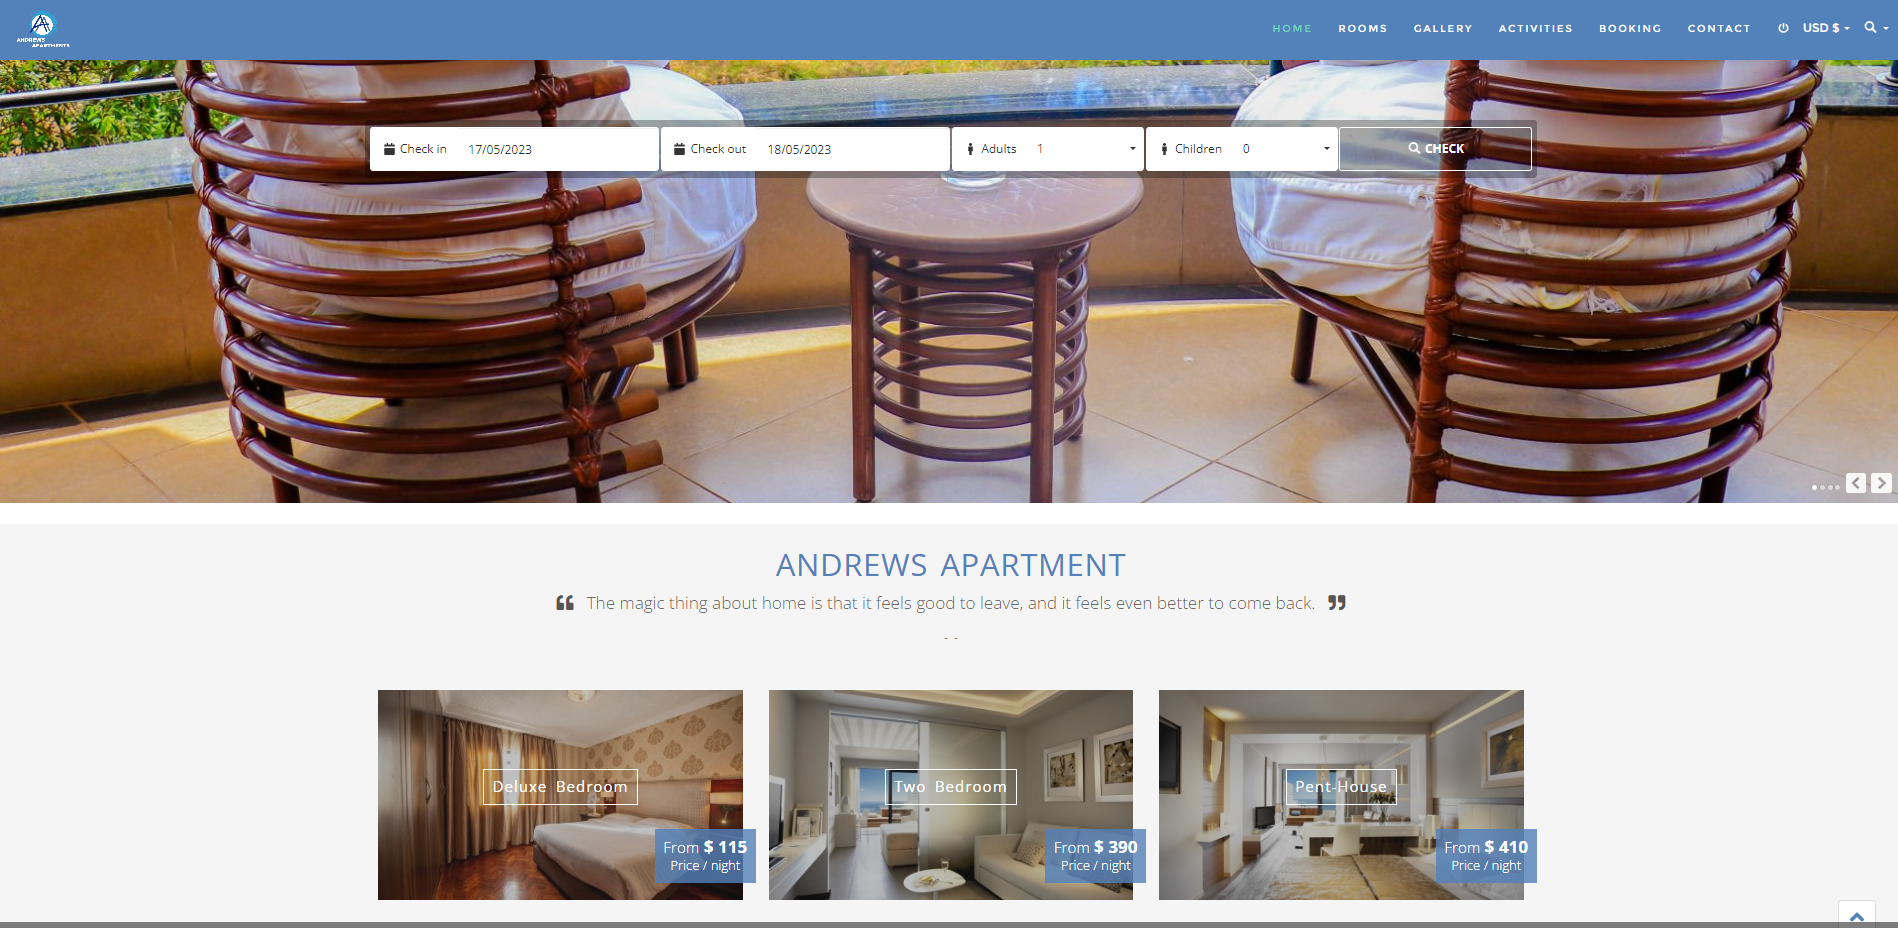 ANDREWS
APARTMENTS
HOME ROOMS GALLERY ACTIVITIES BOOKING CONTACT USD $
Check in 17/05/2023 Check out 18/05/2023 Adults 1 Children 0 CHECK
ANDREWS APARTMENT
❝ The magic thing about home is that it feels good to leave, and it feels even better to come back. ❞
- -
Deluxe Bedroom
From $ 115
Price / night
Two Bedroom
From $ 390
Price / night
Pent-House
From $ 410
Price / night